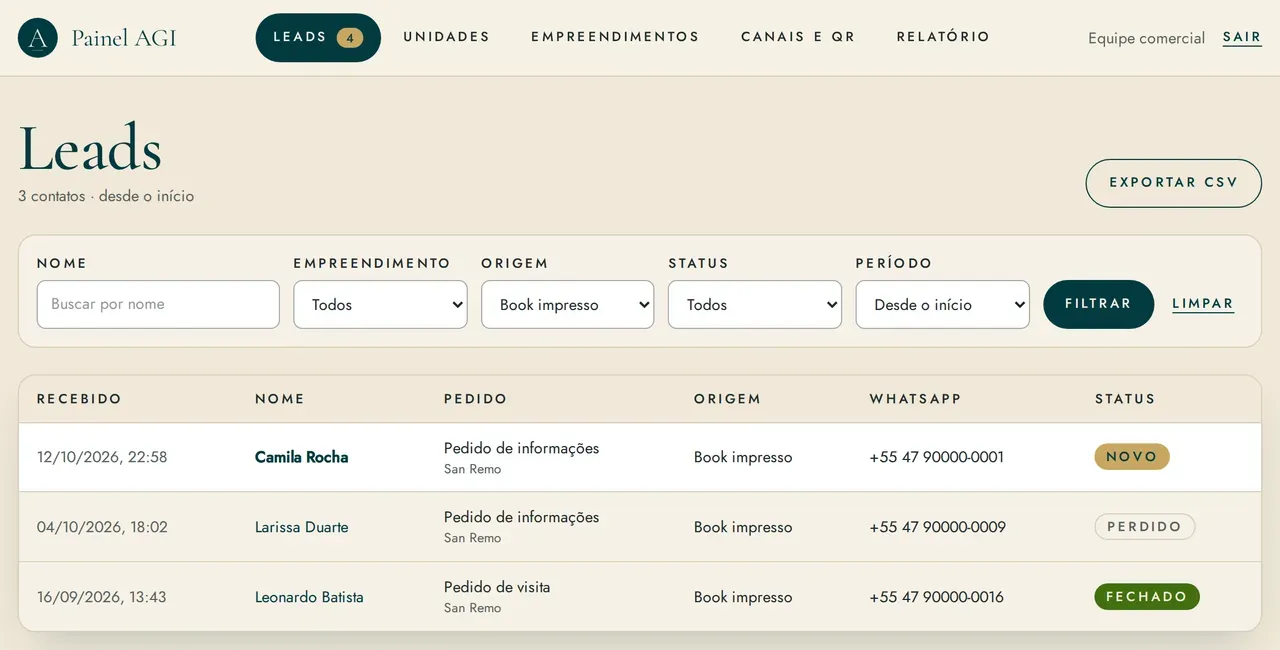 A Painel AGI LEADS 4 UNIDADES EMPREENDIMENTOS CANAIS E QR RELATÓRIO Equipe comercial SAIR
Leads
3 contatos · desde o início
EXPORTAR CSV
NOME EMPREENDIMENTO ORIGEM STATUS PERÍODO
Buscar por nome Todos Book impresso Todos Desde o início FILTRAR LIMPAR
RECEBIDO NOME PEDIDO ORIGEM WHATSAPP STATUS
12/10/2026, 22:58 Camila Rocha Pedido de informações Book impresso +55 47 90000-0001 NOVO
San Remo
04/10/2026, 18:02 Larissa Duarte Pedido de informações Book impresso +55 47 90000-0009 PERDIDO
San Remo
16/09/2026, 13:43 Leonardo Batista Pedido de visita Book impresso +55 47 90000-0016 FECHADO
San Remo